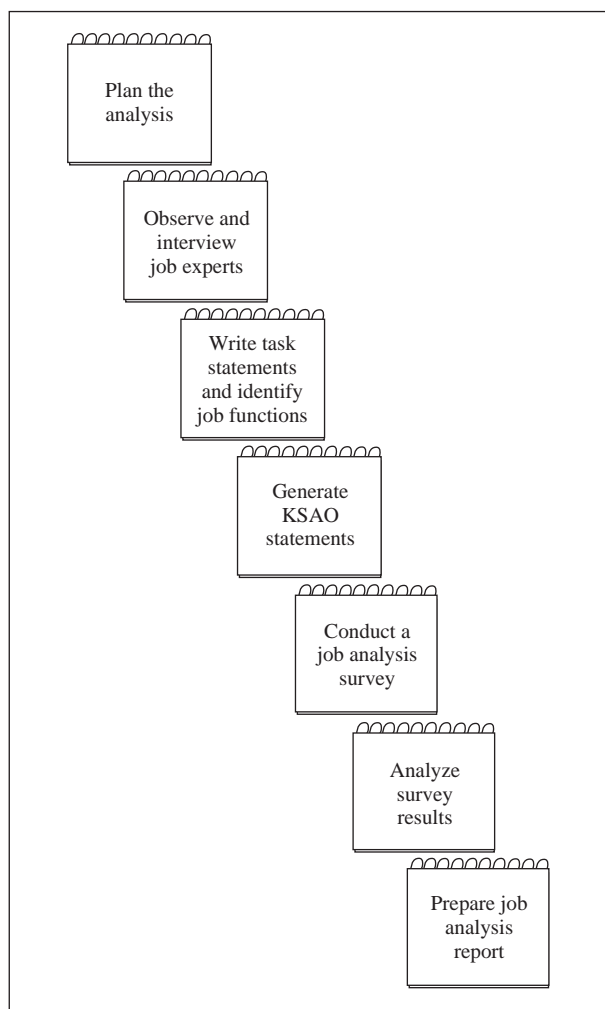 Plan the
analysis
Observe and
interview
job experts
Write task
statements
and identify
job functions
Generate
KSAO
statements
Conduct a
job analysis
survey
Analyze
survey
results
Prepare job
analysis
report